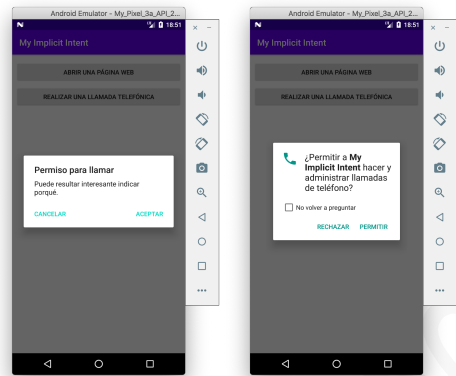 Android Emulator - My_Pixel_3a_API_2...
18:51
My Implicit Intent
ABRIR UNA PÁGINA WEB
REALIZAR UNA LLAMADA TELEFÓNICA
Permiso para llamar
Puede resultar interesante indicar
porqué.
CANCELAR
ACEPTAR
Android Emulator - My_Pixel_3a_API_2...
18:51
My Implicit Intent
ABRIR UNA PÁGINA WEB
REALIZAR UNA LLAMADA TELEFÓNICA
¿Permitir a My
Implicit Intent hacer y
administrar llamadas
de teléfono?
No volver a preguntar
RECHAZAR
PERMITIR